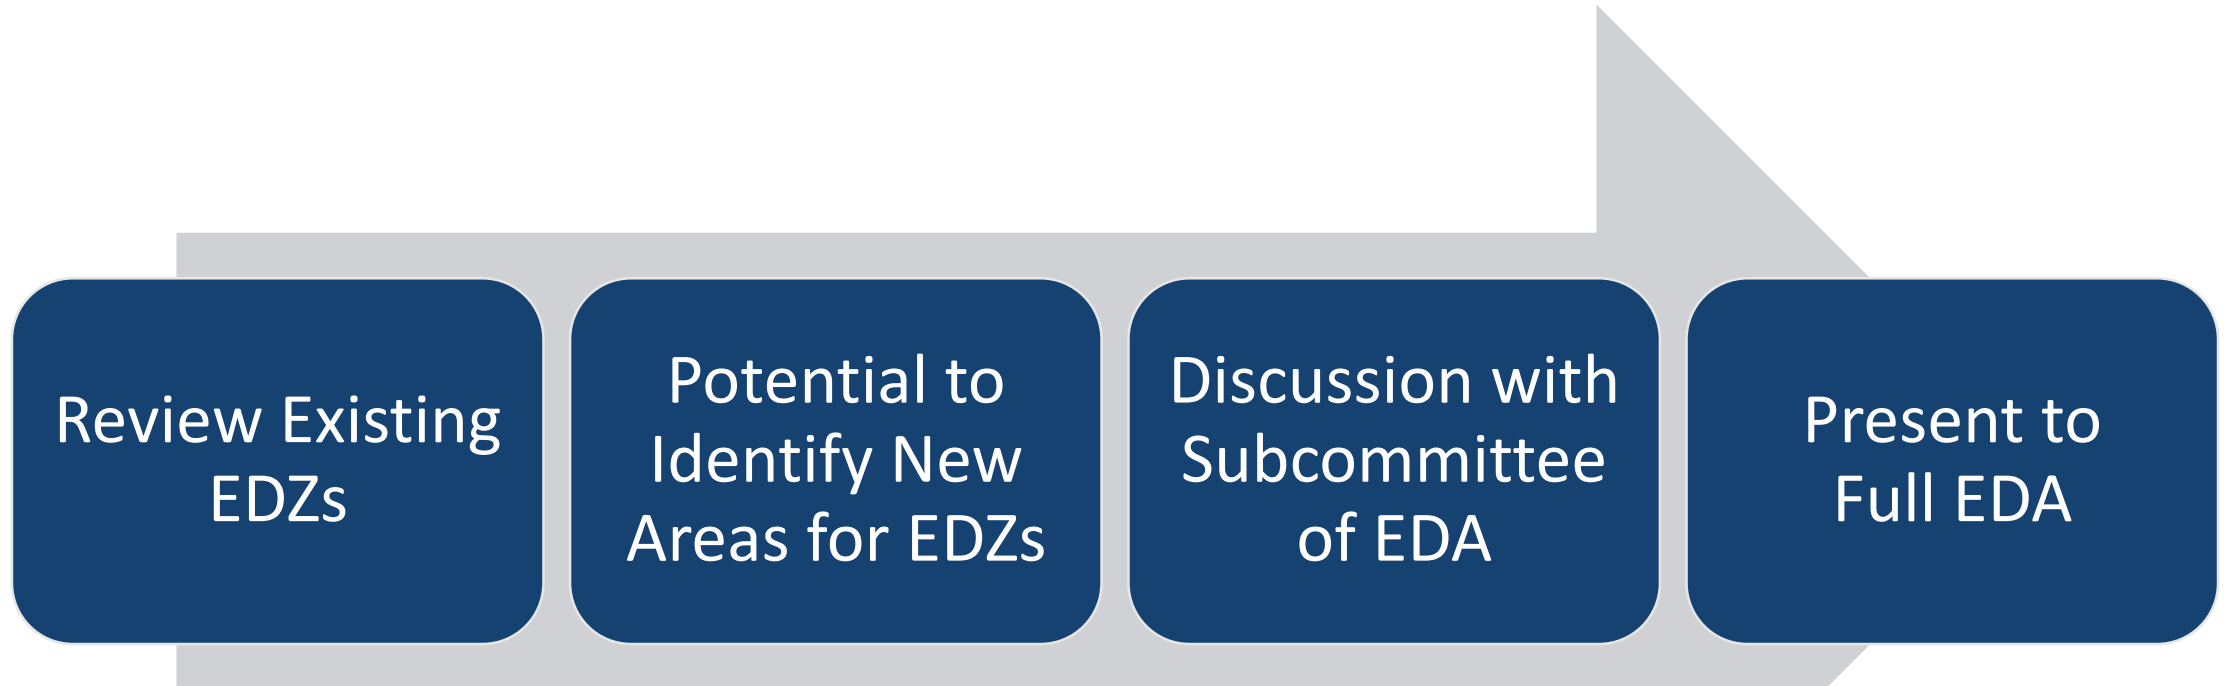 Review Existing
EDZs
Potential to
Identify New
Areas for EDZs
Discussion with
Subcommittee
of EDA
Present to
Full EDA